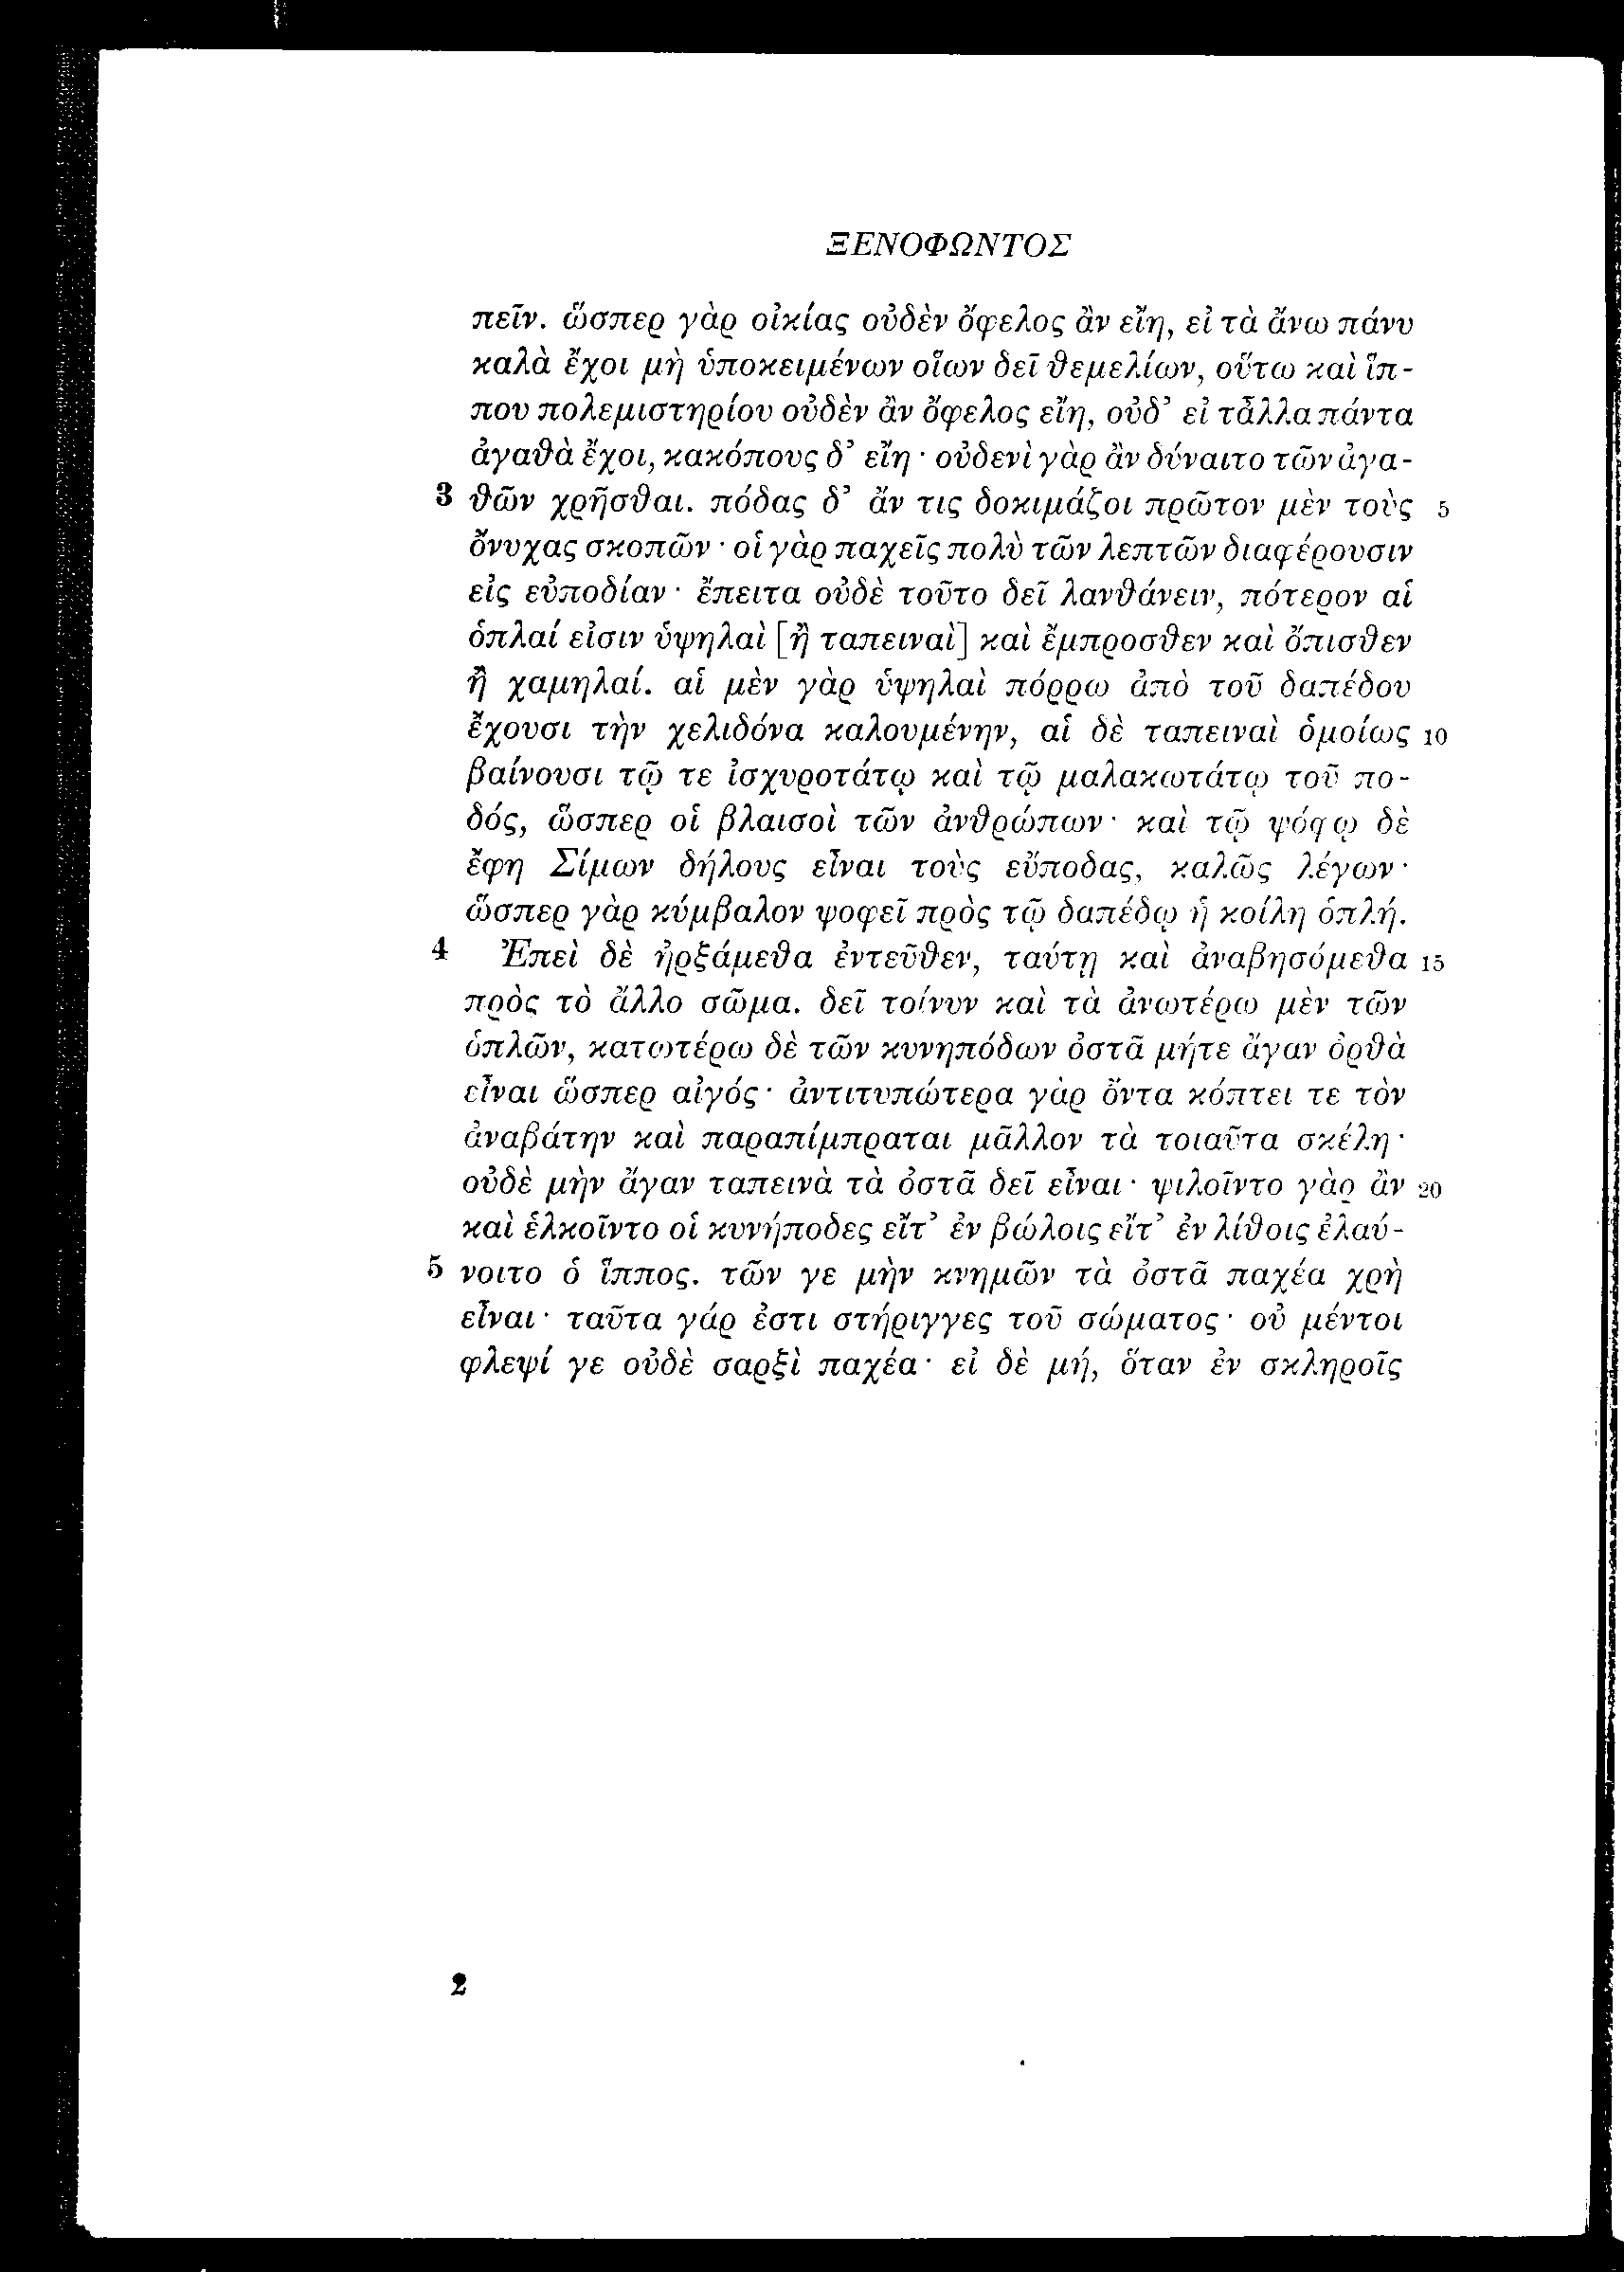 ΞΕΝΟΦΩΝΤΟΣ
πεῖν. ὥσπερ γὰρ οἰκίας οὐδὲν ὄφελος ἂν εἴη, εἰ τὰ ἄνω πάνυ
καλὰ ἔχοι μὴ ὑποκειμένων οἵων δεῖ θεμελίων, οὕτω καὶ ἵπ-
που πολεμιστηρίου οὐδὲν ἂν ὄφελος εἴη, οὐδ’ εἰ τἆλλα πάντα
ἀγαθὰ ἔχοι, κακόπους δ’ εἴη· οὐδενὶ γὰρ ἂν δύναιτο τῶν ἀγα-
3 θῶν χρῆσθαι. πόδας δ’ ἄν τις δοκιμάζοι πρῶτον μὲν τοὺς 5
ὄνυχας σκοπῶν· οἱ γὰρ παχεῖς πολὺ τῶν λεπτῶν διαφέρουσιν
εἰς εὐποδίαν· ἔπειτα οὐδὲ τοῦτο δεῖ λανθάνειν, πότερον αἱ
ὁπλαί εἰσιν ὑψηλαὶ [ἢ ταπειναὶ] καὶ ἔμπροσθεν καὶ ὄπισθεν
ἢ χαμηλαί. αἱ μὲν γὰρ ὑψηλαὶ πόρρω ἀπὸ τοῦ δαπέδου
ἔχουσι τὴν χελιδόνα καλουμένην, αἱ δὲ ταπειναὶ ὁμοίως 10
βαίνουσι τῷ τε ἰσχυροτάτῳ καὶ τῷ μαλακωτάτῳ τοῦ πο-
δός, ὥσπερ οἱ βλαισοὶ τῶν ἀνθρώπων· καὶ τῷ ψόφῳ δὲ
ἔφη Σίμων δήλους εἶναι τοὺς εὔποδας, καλῶς λέγων·
ὥσπερ γὰρ κύμβαλον ψοφεῖ πρὸς τῷ δαπέδῳ ἡ κοίλη ὁπλή.
4 Ἐπεὶ δὲ ἠρξάμεθα ἐντεῦθεν, ταύτῃ καὶ ἀναβησόμεθα 15
πρὸς τὸ ἄλλο σῶμα. δεῖ τοίνυν καὶ τὰ ἀνωτέρω μὲν τῶν
ὁπλῶν, κατωτέρω δὲ τῶν κυνηπόδων ὀστᾶ μήτε ἄγαν ὀρθὰ
εἶναι ὥσπερ αἰγός· ἀντιτυπώτερα γὰρ ὄντα κόπτει τε τὸν
ἀναβάτην καὶ παραπίμπραται μᾶλλον τὰ τοιαῦτα σκέλη·
οὐδὲ μὴν ἄγαν ταπεινὰ τὰ ὀστᾶ δεῖ εἶναι· ψιλοῖντο γὰρ ἂν 20
καὶ ἑλκοῖντο οἱ κυνήποδες εἴτ’ ἐν βώλοις εἴτ’ ἐν λίθοις ἐλαύ-
5 νοιτο ὁ ἵππος. τῶν γε μὴν κνημῶν τὰ ὀστᾶ παχέα χρὴ
εἶναι· ταῦτα γάρ ἐστι στήριγγες τοῦ σώματος· οὐ μέντοι
φλεψί γε οὐδὲ σαρξὶ παχέα· εἰ δὲ μή, ὅταν ἐν σκληροῖς
2